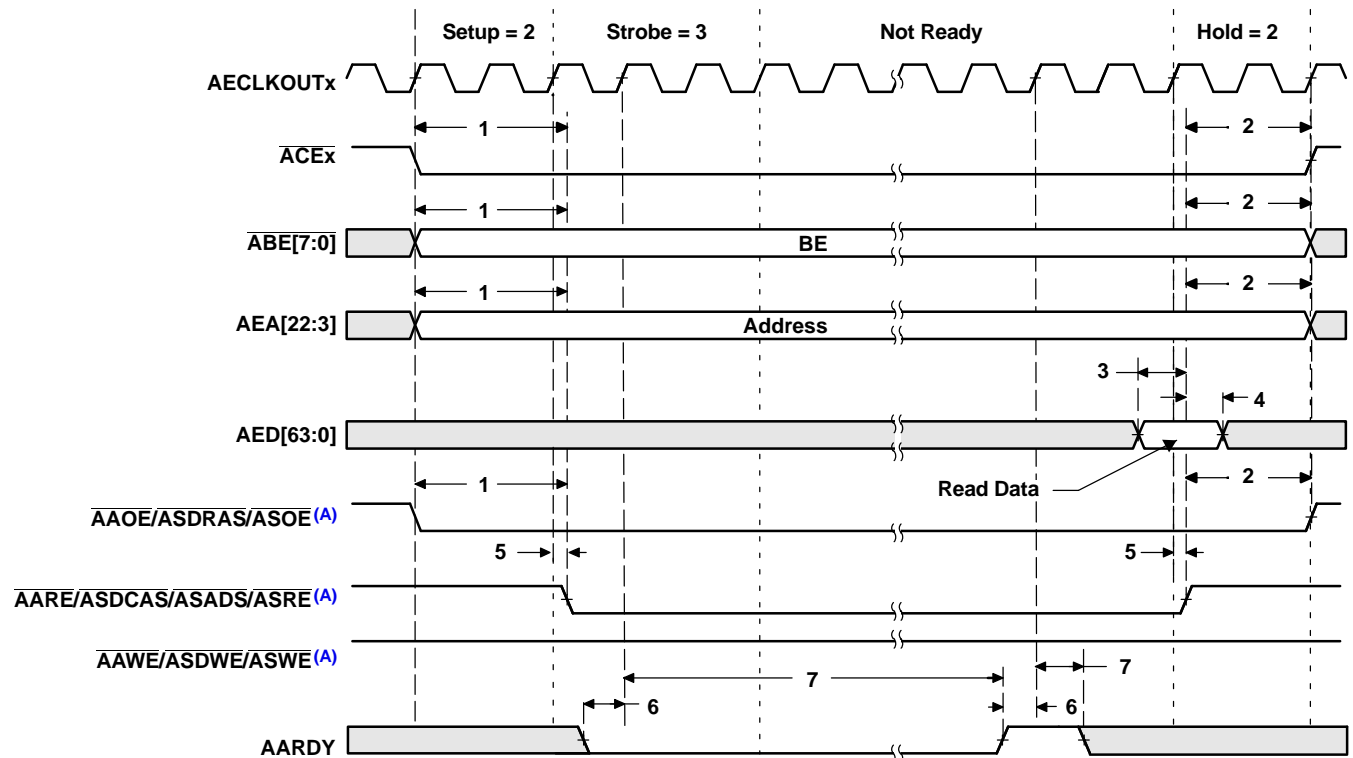 Setup = 2 Strobe = 3 Not Ready Hold = 2
AECLKOUTx
1 2
ACEx
1 2
ABE[7:0] BE
1 2
AEA[22:3] Address
3 4
AED[63:0]
1 Read Data 2
AAOE/ASDRAS/ASOE(A)
5 5
AARE/ASDCAS/ASADS/ASRE(A)
AAWE/ASDWE/ASWE(A)
7 7
6 6
AARDY